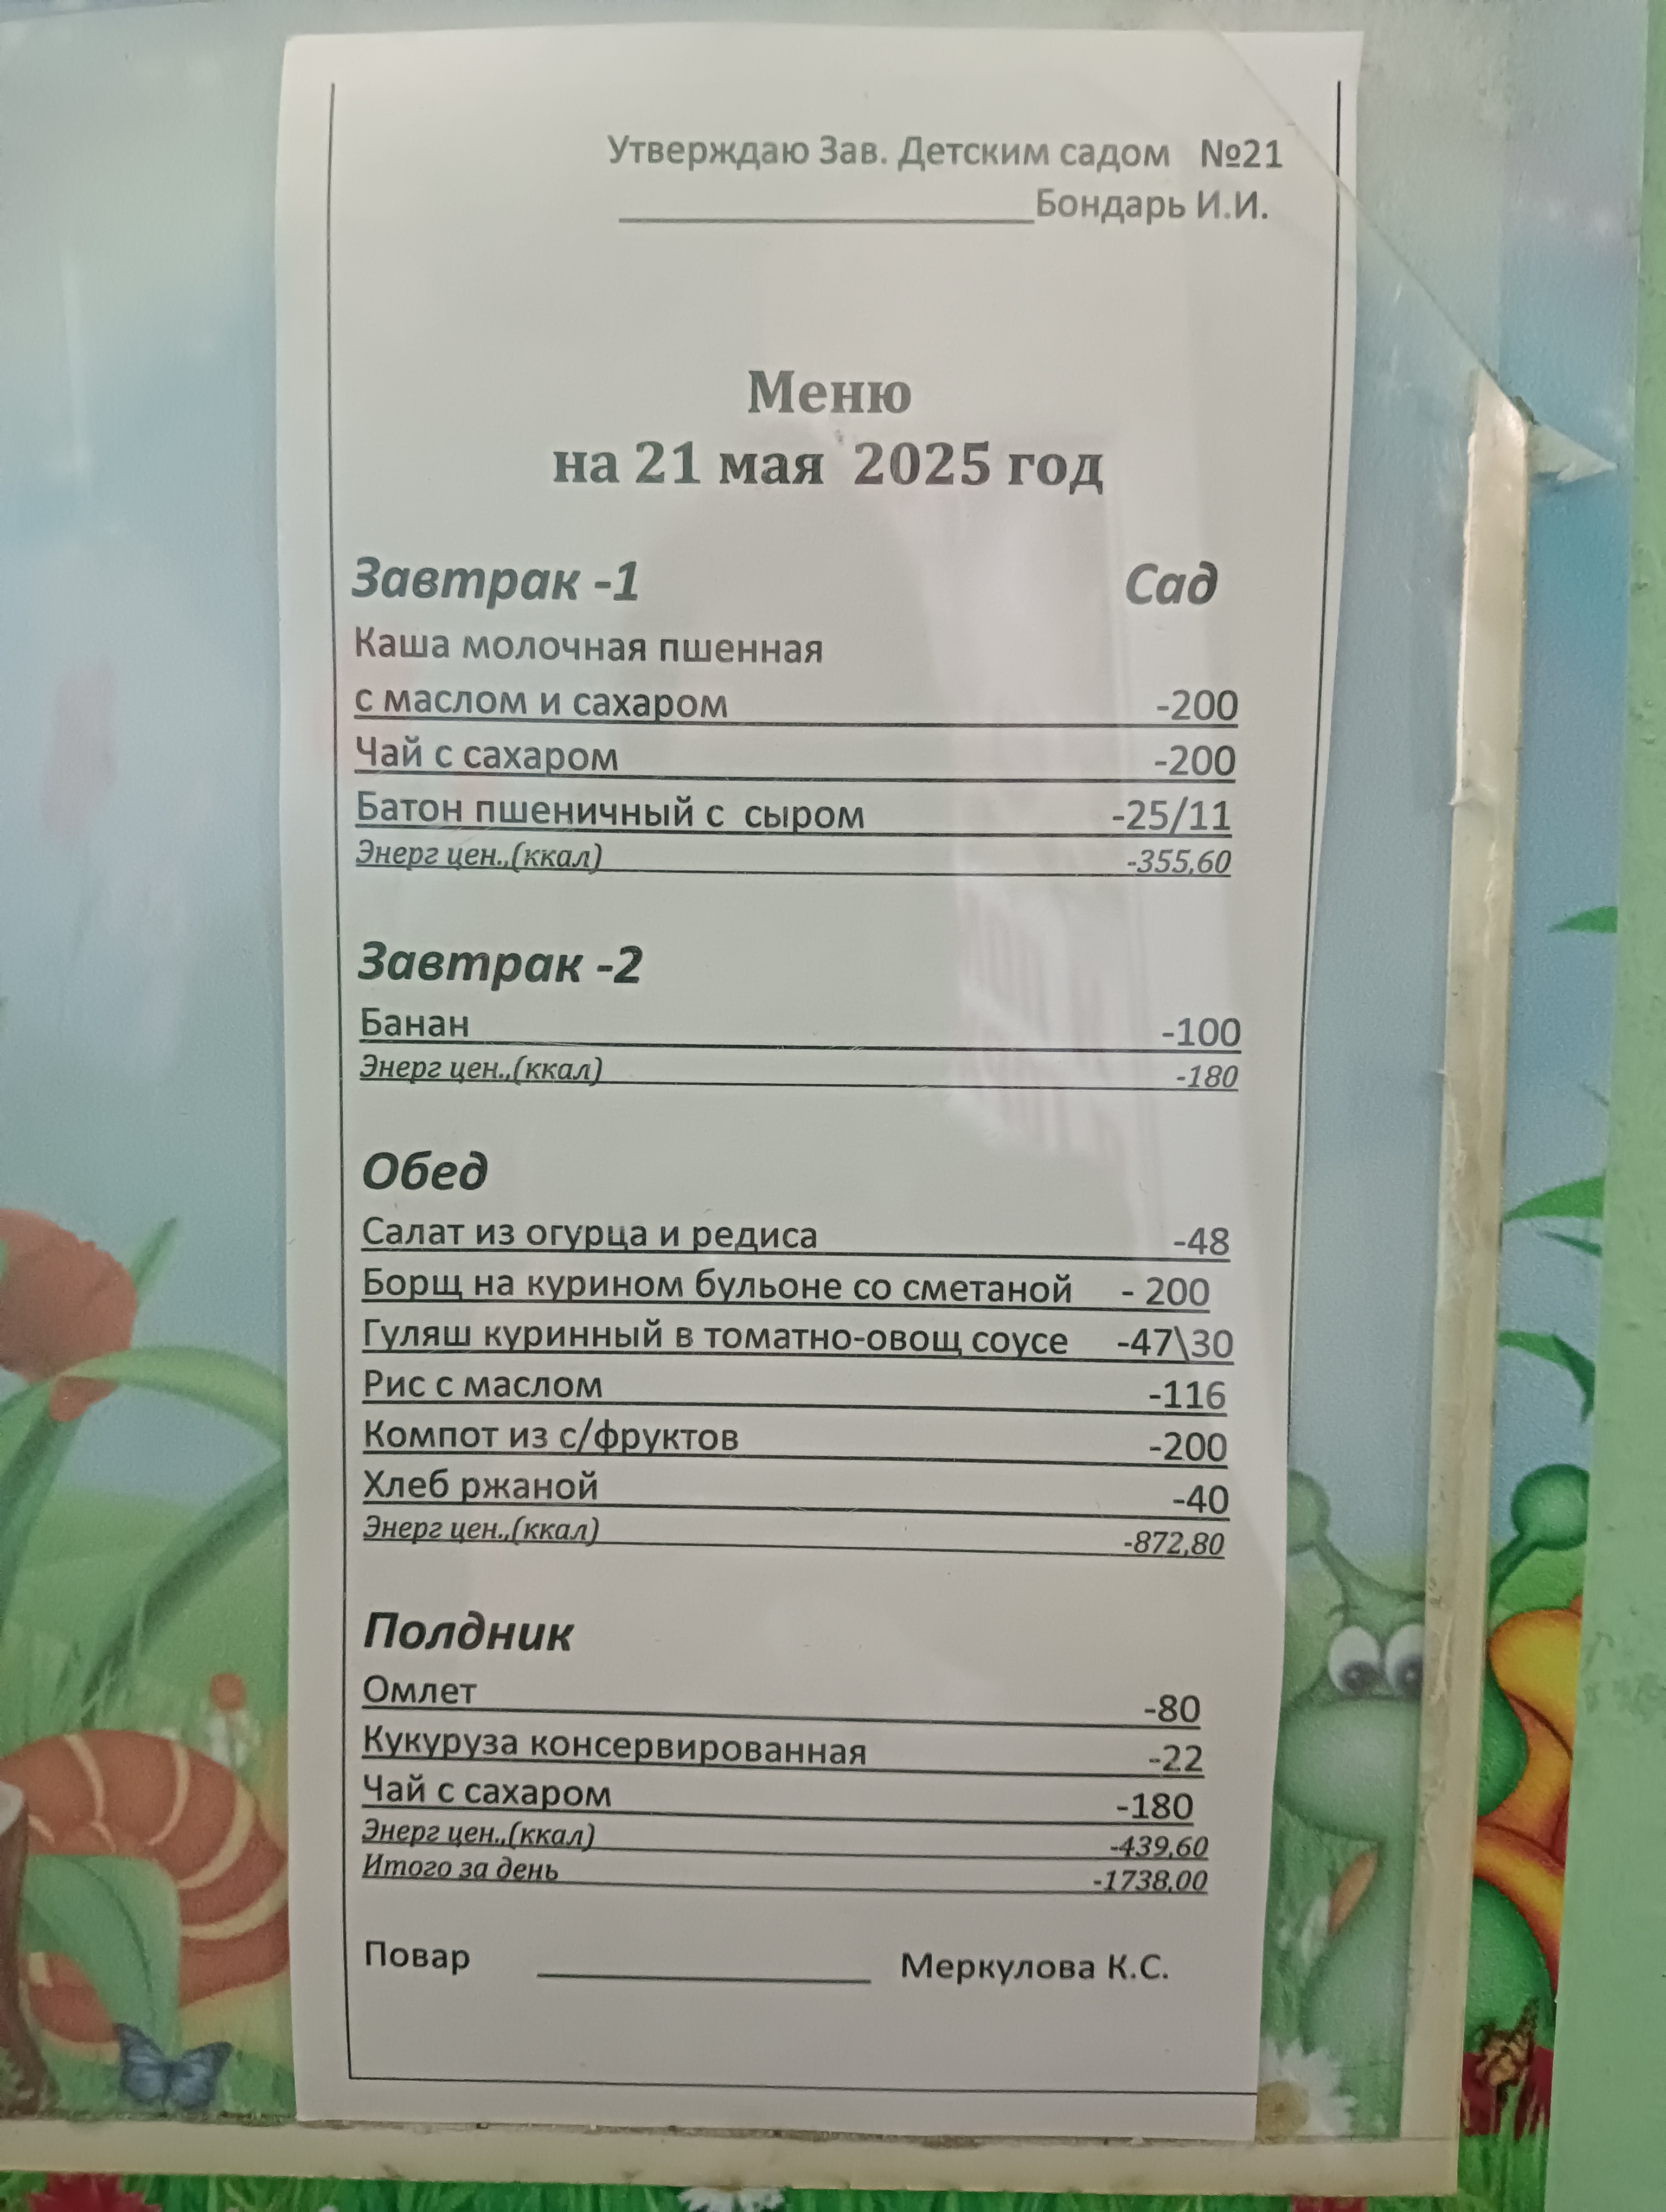 Утверждаю Зав. Детским садом №21
____________________Бондарь И.И.
Меню
на 21 мая 2025 год
Завтрак -1 Сад
Каша молочная пшенная
с маслом и сахаром -200
Чай с сахаром -200
Батон пшеничный с сыром -25/11
Энерг цен.,(ккал) -355,60
Завтрак -2
Банан -100
Энерг цен.,(ккал) -180
Обед
Салат из огурца и редиса -48
Борщ на курином бульоне со сметаной - 200
Гуляш куринный в томатно-овощ соусе -47\30
Рис с маслом -116
Компот из с/фруктов -200
Хлеб ржаной -40
Энерг цен.,(ккал) -872,80
Полдник
Омлет -80
Кукуруза консервированная -22
Чай с сахаром -180
Энерг цен.,(ккал) -439,60
Итого за день -1738,00
Повар ________________ Меркулова К.С.